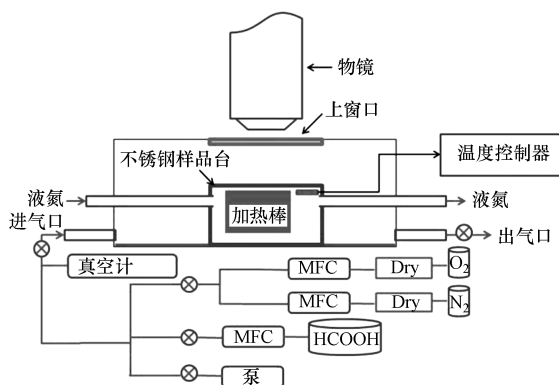 物镜
上窗口
不锈钢样品台
温度控制器
液氮
加热棒
液氮
进气口
出气口
真空计
MFC
Dry
O₂
MFC
Dry
N₂
MFC
HCOOH
泵